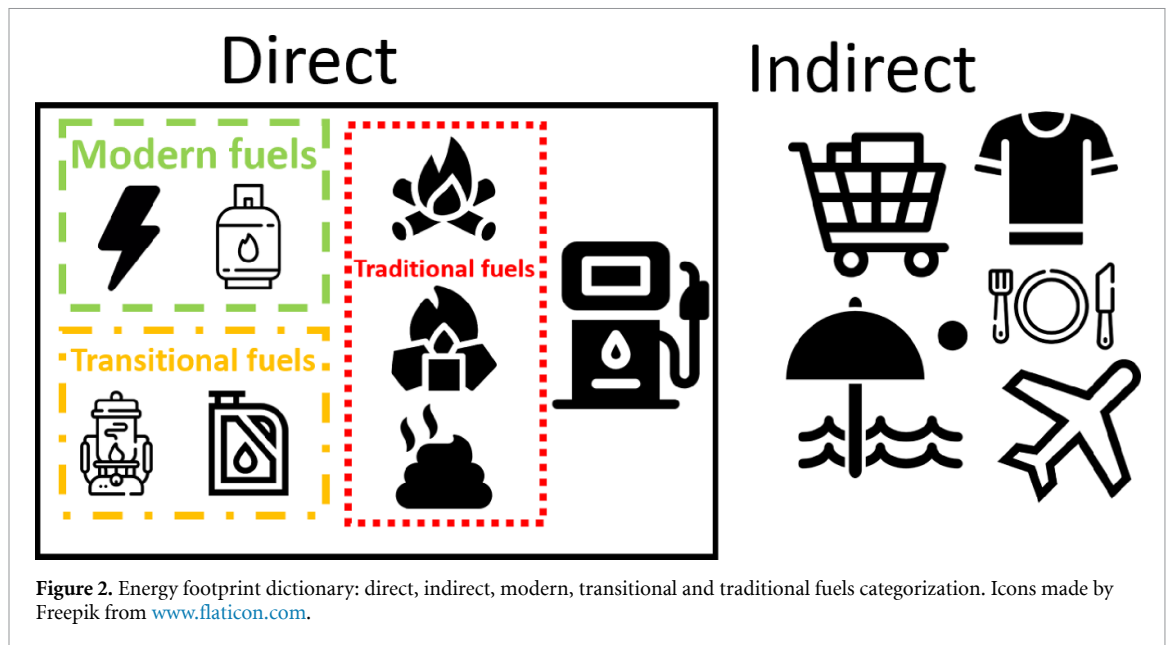 Direct
Indirect
Modern fuels
Traditional fuels
Transitional fuels
Figure 2. Energy footprint dictionary: direct, indirect, modern, transitional and traditional fuels categorization. Icons made by
Freepik from www.flaticon.com.